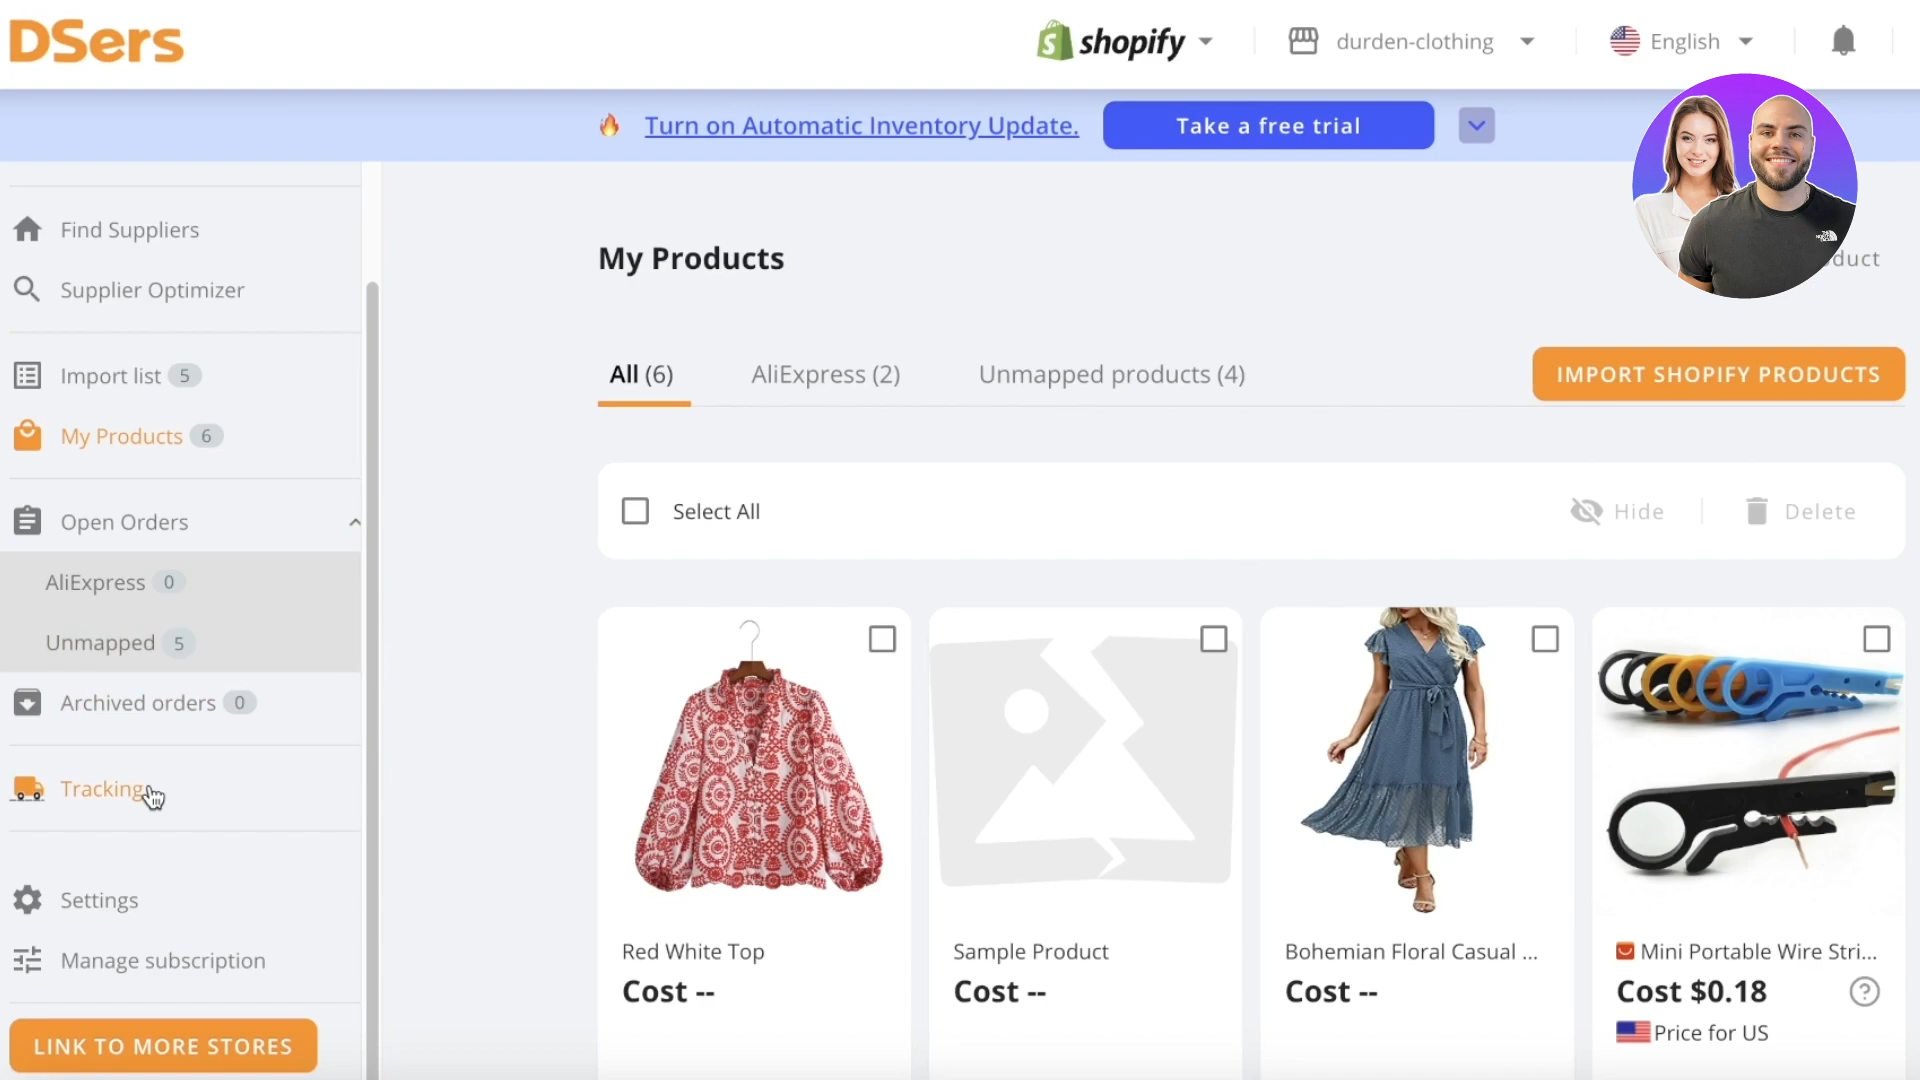 DSers
shopify
durden-clothing
English
Turn on Automatic Inventory Update.
Take a free trial
Find Suppliers
Supplier Optimizer
Import list 5
My Products 6
Open Orders
AliExpress 0
Unmapped 5
Archived orders 0
Tracking
Settings
Manage subscription
LINK TO MORE STORES
My Products
All (6)
AliExpress (2)
Unmapped products (4)
IMPORT SHOPIFY PRODUCTS
Select All
Hide
Delete
Red White Top
Cost --
Sample Product
Cost --
Bohemian Floral Casual ...
Cost --
Mini Portable Wire Stri...
Cost $0.18
Price for US